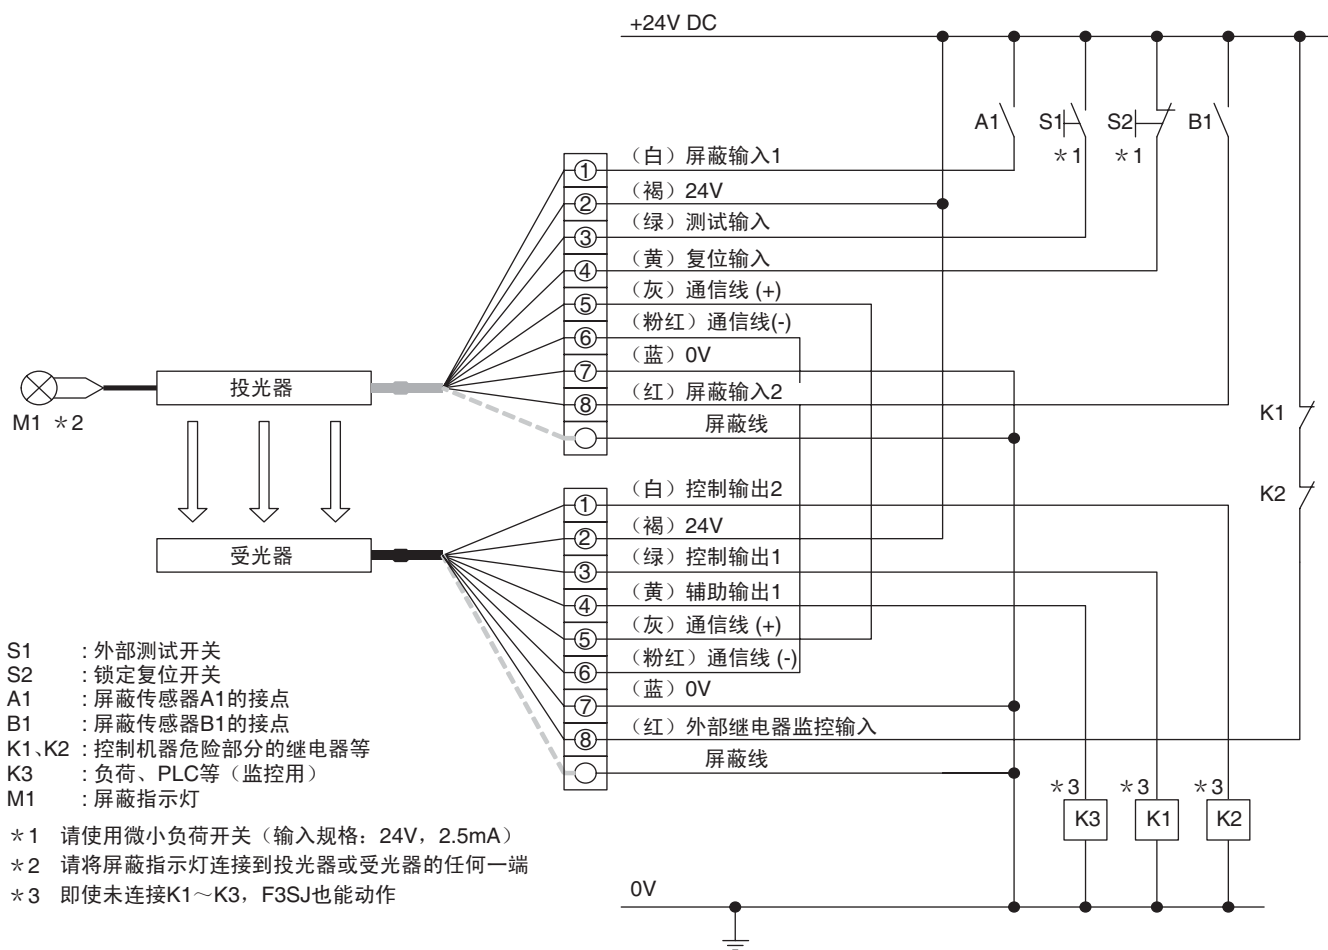 +24V DC
A1
S1
S2
B1
＊1
＊1
①
（白）屏蔽输入1
②
（褐）24V
③
（绿）测试输入
④
（黄）复位输入
⑤
（灰）通信线 (+)
⑥
（粉红）通信线(-)
⑦
（蓝）0V
⑧
（红）屏蔽输入2
屏蔽线
投光器
M1 ＊2
K1
K2
受光器
①
（白）控制输出2
②
（褐）24V
③
（绿）控制输出1
④
（黄）辅助输出1
⑤
（灰）通信线 (+)
⑥
（粉红）通信线 (-)
⑦
（蓝）0V
⑧
（红）外部继电器监控输入
屏蔽线
＊3
＊3
＊3
K3
K1
K2
0V
S1 : 外部测试开关
S2 : 锁定复位开关
A1 : 屏蔽传感器A1的接点
B1 : 屏蔽传感器B1的接点
K1、K2 : 控制机器危险部分的继电器等
K3 : 负荷、PLC等（监控用）
M1 : 屏蔽指示灯
＊1 请使用微小负荷开关（输入规格：24V，2.5mA）
＊2 请将屏蔽指示灯连接到投光器或受光器的任何一端
＊3 即使未连接K1～K3，F3SJ也能动作